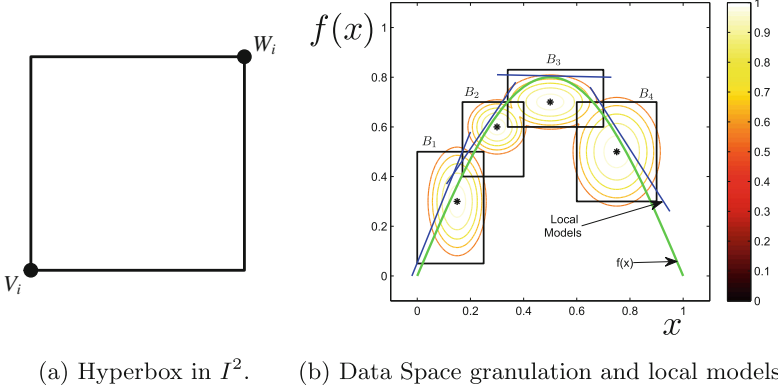 W_i
V_i
(a) Hyperbox in I².
f(x)
1
0.8
0.6
0.4
0.2
0
0
0.2
0.4
0.6
0.8
1
x
B_1
B_2
B_3
B_4
Local
Models
f(x)
1
0.9
0.8
0.7
0.6
0.5
0.4
0.3
0.2
0.1
0
(b) Data Space granulation and local models